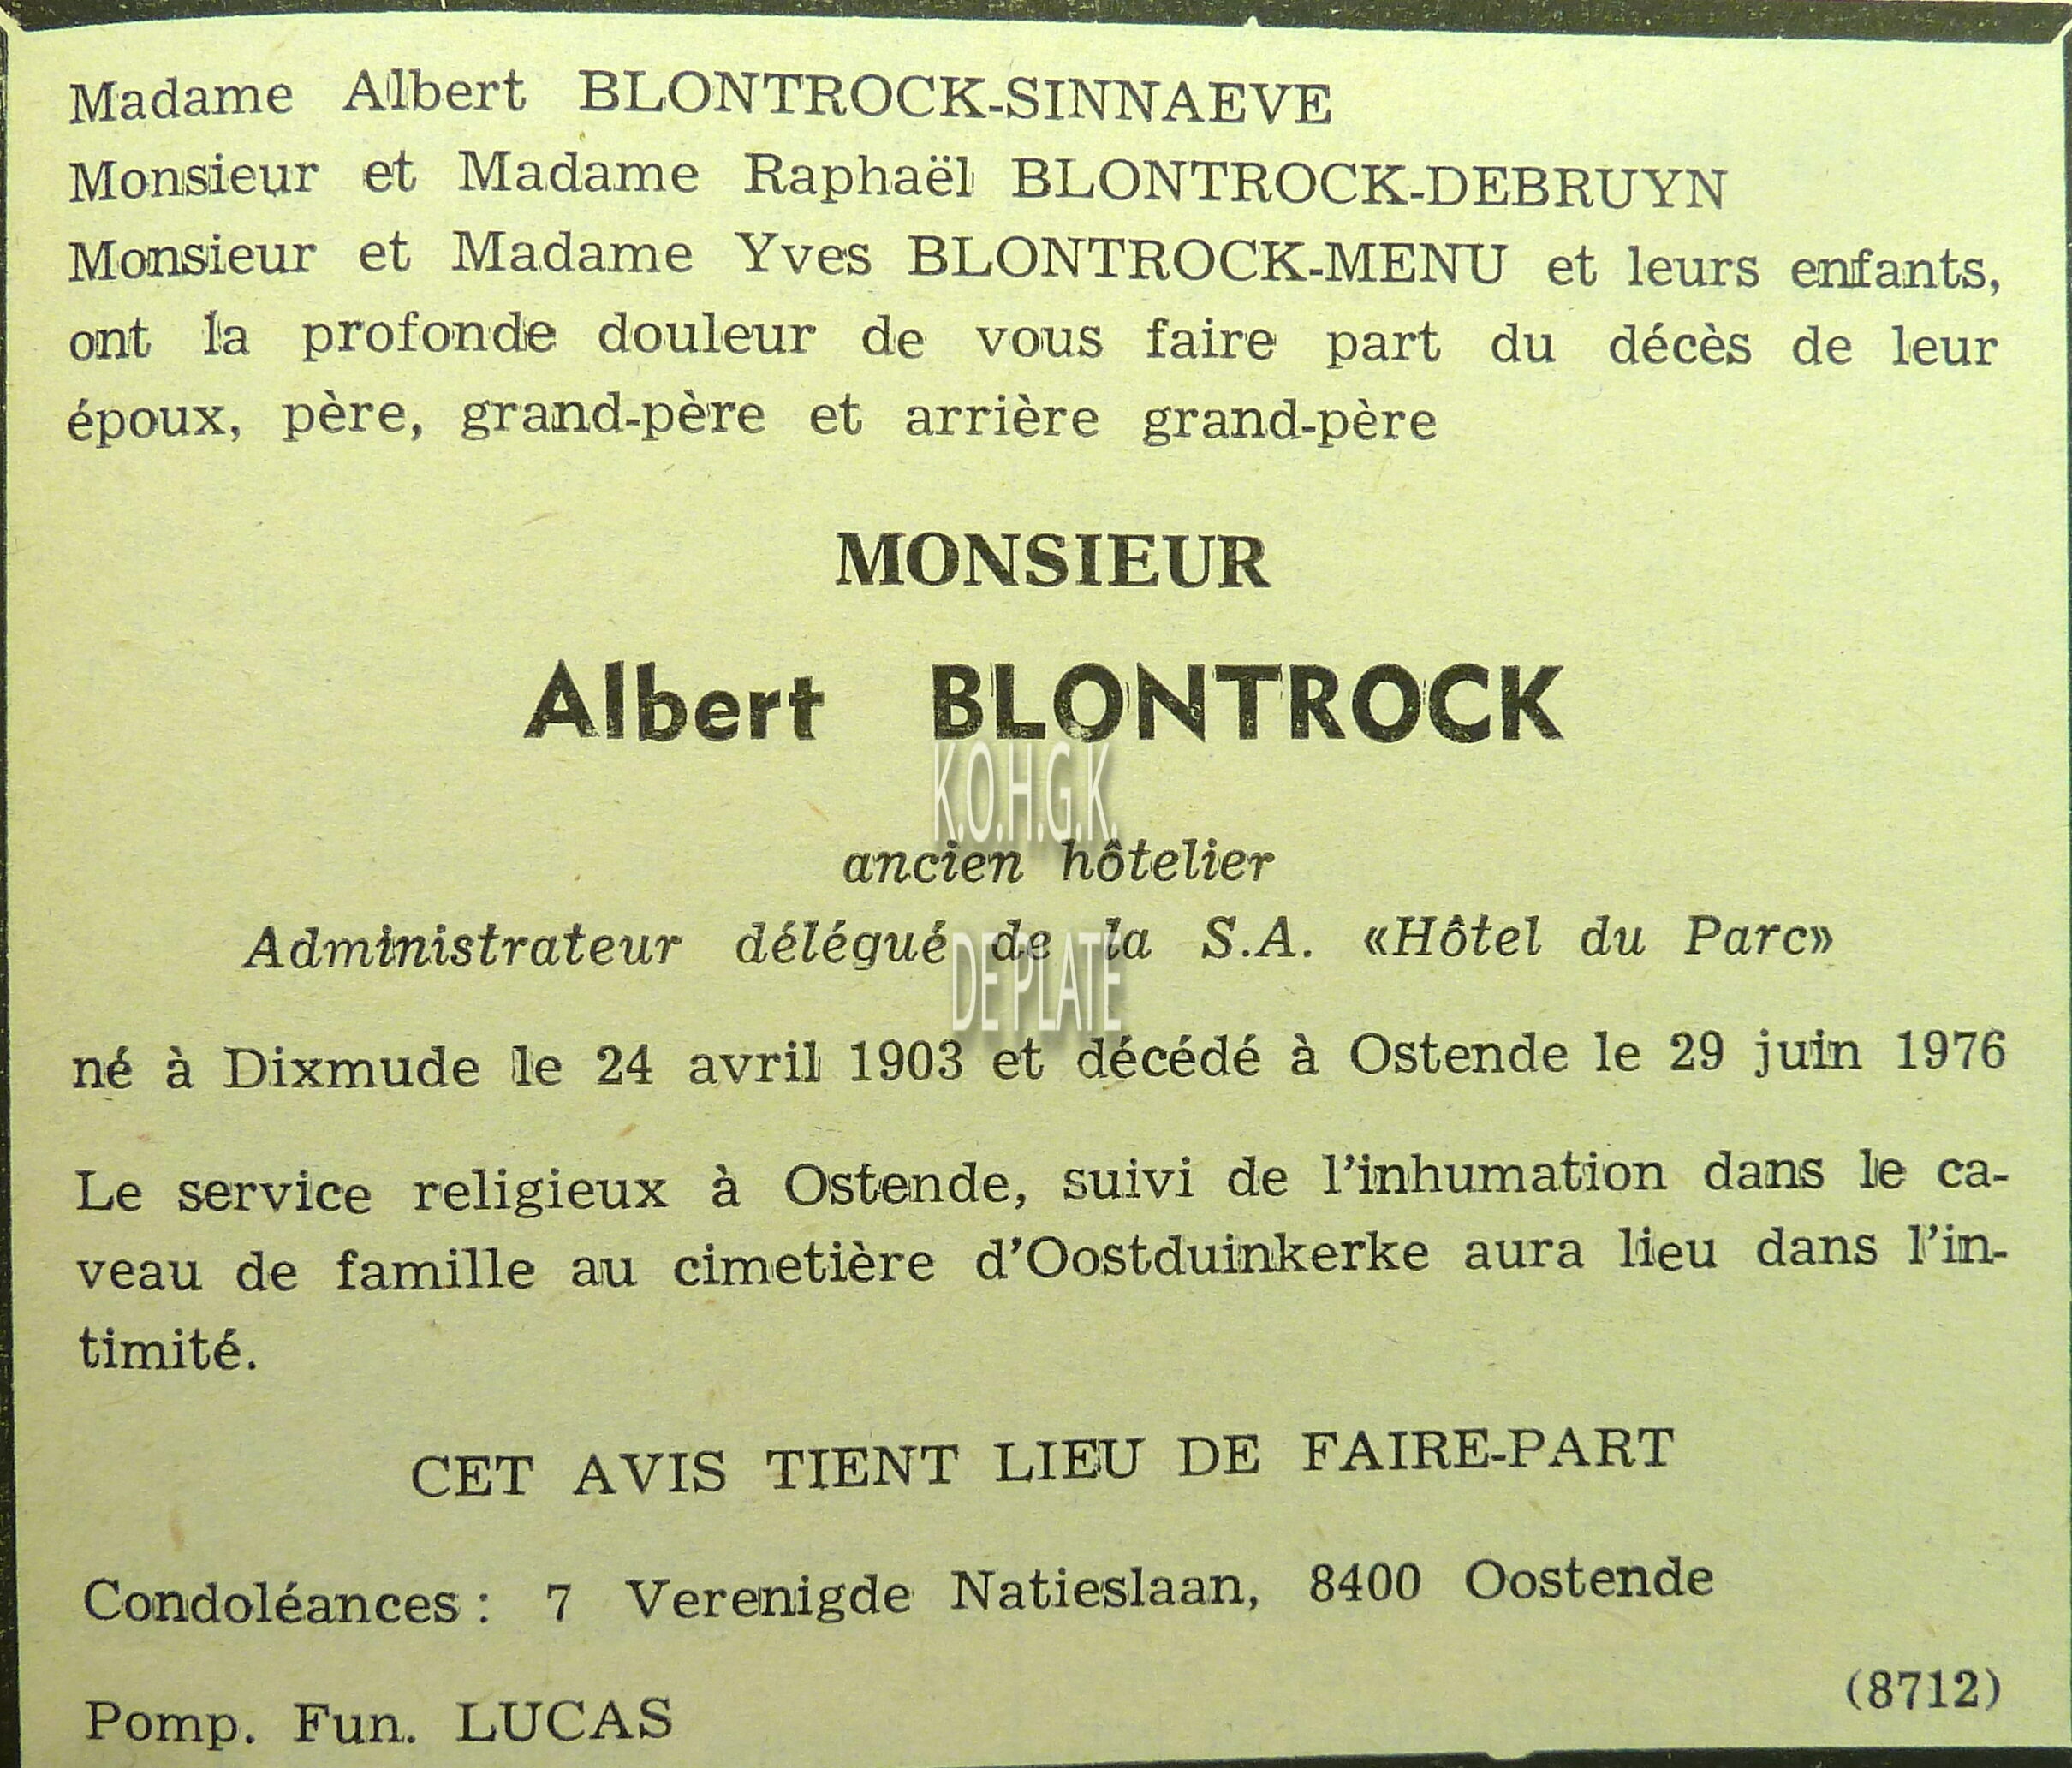 Madame Albert BLONTROCK-SINNAEVE
Monsieur et Madame Raphaël BLONTROCK-DEBRUYN
Monsieur et Madame Yves BLONTROCK-MENU et leurs enfants,
ont la profonde douleur de vous faire part du décès de leur
époux, père, grand-père et arrière grand-père
MONSIEUR
Albert BLONTROCK
K.O.H.G.K.
ancien hôtelier
Administrateur délégué de la S.A. «Hôtel du Parc»
DE PLATE
né à Dixmude le 24 avril 1903 et décédé à Ostende le 29 juin 1976
Le service religieux à Ostende, suivi de l'inhumation dans le ca-
veau de famille au cimetière d'Oostduinkerke aura lieu dans l'in-
timité.
CET AVIS TIENT LIEU DE FAIRE-PART
Condoléances : 7 Verenigde Natieslaan, 8400 Oostende
(8712)
Pomp. Fun. LUCAS